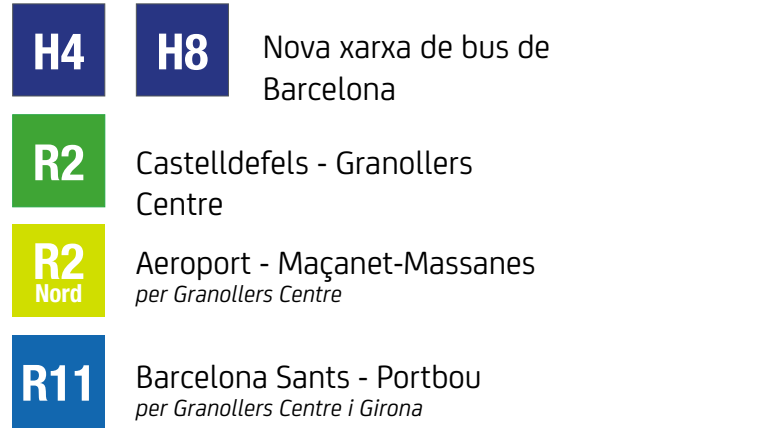 H4 H8 Nova xarxa de bus de
Barcelona
R2 Castelldefels - Granollers
Centre
R2
Nord
Aeroport - Maçanet-Massanes
per Granollers Centre
R11 Barcelona Sants - Portbou
per Granollers Centre i Girona